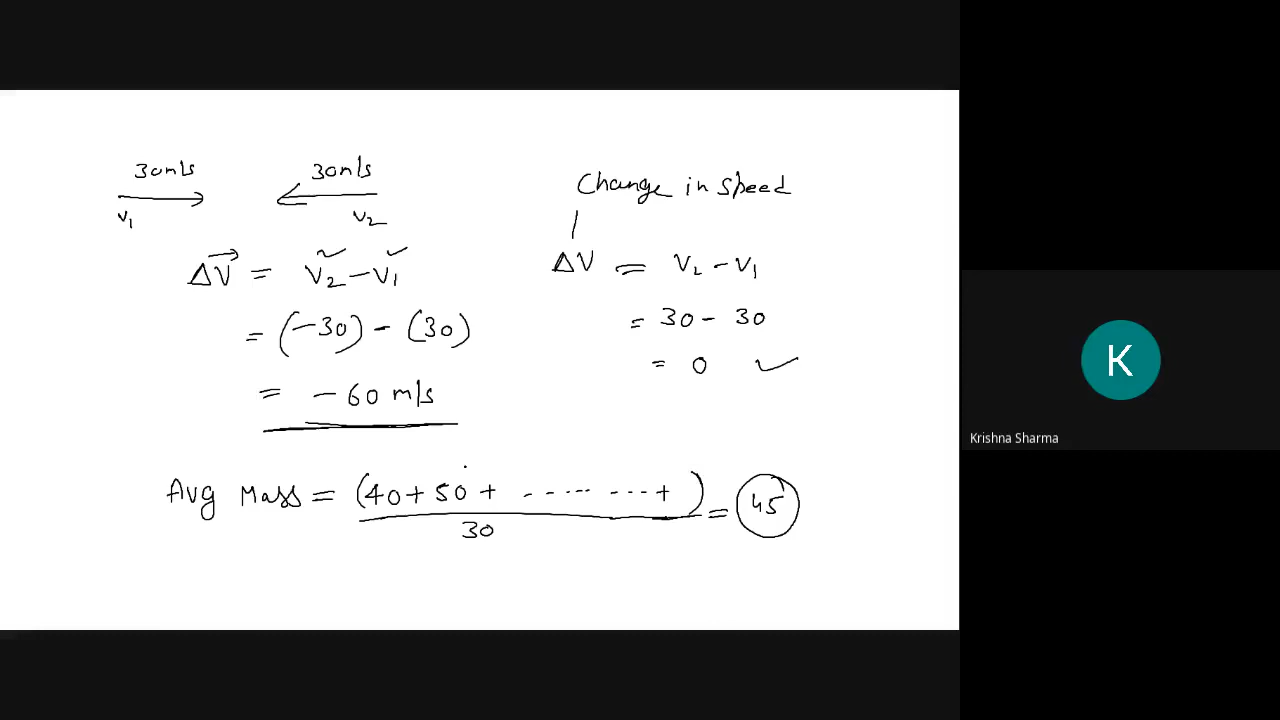 30m/s 30m/s
V₁ V₂
ΔV⃗ = V₂ – V₁
= (–30) – (30)
= – 60 m/s
Change in speed
ΔV = V₂ – V₁
= 30 – 30
= 0 ✓
Avg Mass = (40 + 50 + ---------+ ) = 45
30
K
Krishna Sharma